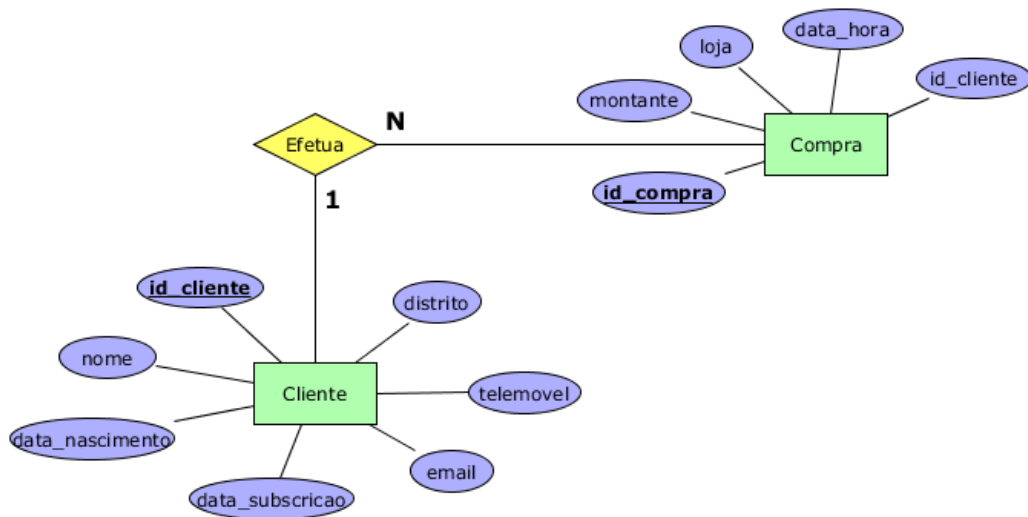 data_hora
loja
id_cliente
montante
N
Efetua
Compra
id_compra
1
id_cliente
distrito
nome
Cliente
telemovel
data_nascimento
email
data_subscricao